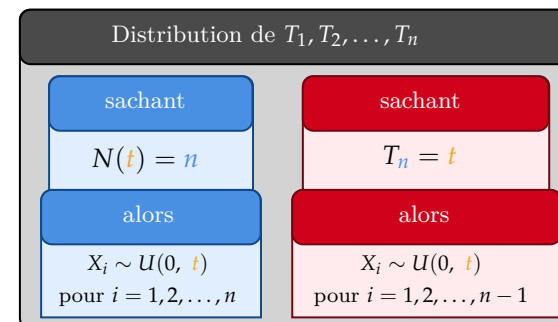 Distribution de T₁, T₂, . . . , Tₙ
sachant
N(t) = n
alors
Xᵢ ∼ U(0, t)
pour i = 1, 2, . . . , n
sachant
Tₙ = t
alors
Xᵢ ∼ U(0, t)
pour i = 1, 2, . . . , n − 1